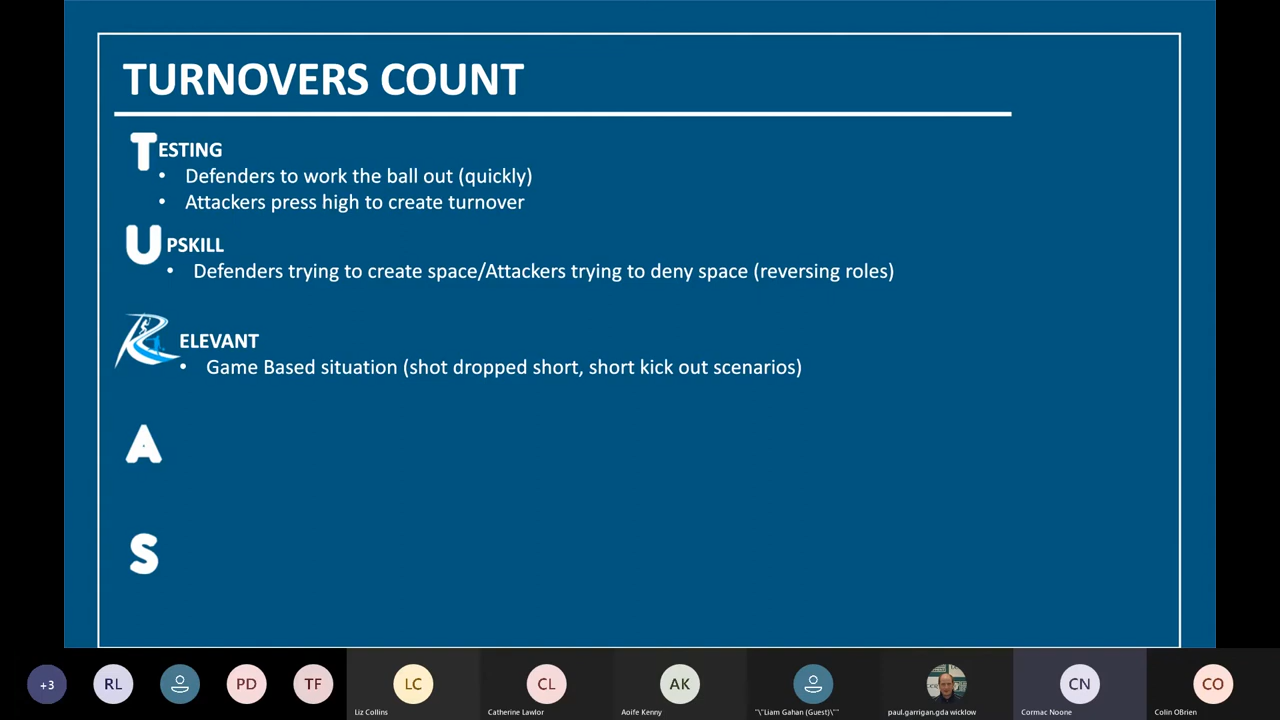 TURNOVERS COUNT
TESTING
• Defenders to work the ball out (quickly)
• Attackers press high to create turnover
UPSKILL
• Defenders trying to create space/Attackers trying to deny space (reversing roles)
RELEVANT
• Game Based situation (shot dropped short, short kick out scenarios)
A
S
+3 RL PD TF LC CL AK CN CO
Liz Collins Catherine Lawlor Aoife Kenny "\"Liam Gahan (Guest)\"" paul.garrigan.gda wicklow Cormac Noone Colin OBrien